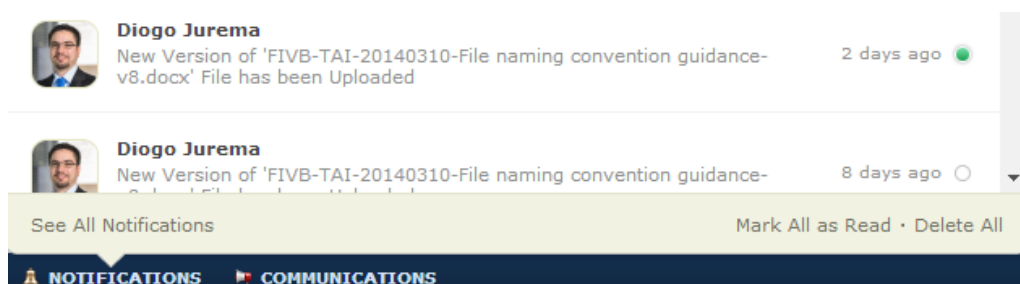 Diogo Jurema
New Version of 'FIVB-TAI-20140310-File naming convention guidance-
v8.docx' File has been Uploaded
2 days ago
Diogo Jurema
New Version of 'FIVB-TAI-20140310-File naming convention guidance-
8 days ago
See All Notifications
Mark All as Read · Delete All
NOTIFICATIONS
COMMUNICATIONS